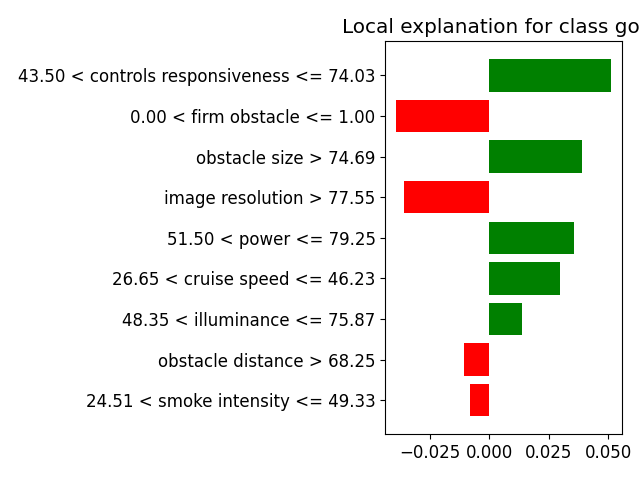 Local explanation for class go
43.50 < controls responsiveness <= 74.03
0.00 < firm obstacle <= 1.00
obstacle size > 74.69
image resolution > 77.55
51.50 < power <= 79.25
26.65 < cruise speed <= 46.23
48.35 < illuminance <= 75.87
obstacle distance > 68.25
24.51 < smoke intensity <= 49.33
−0.025 0.000 0.025 0.050